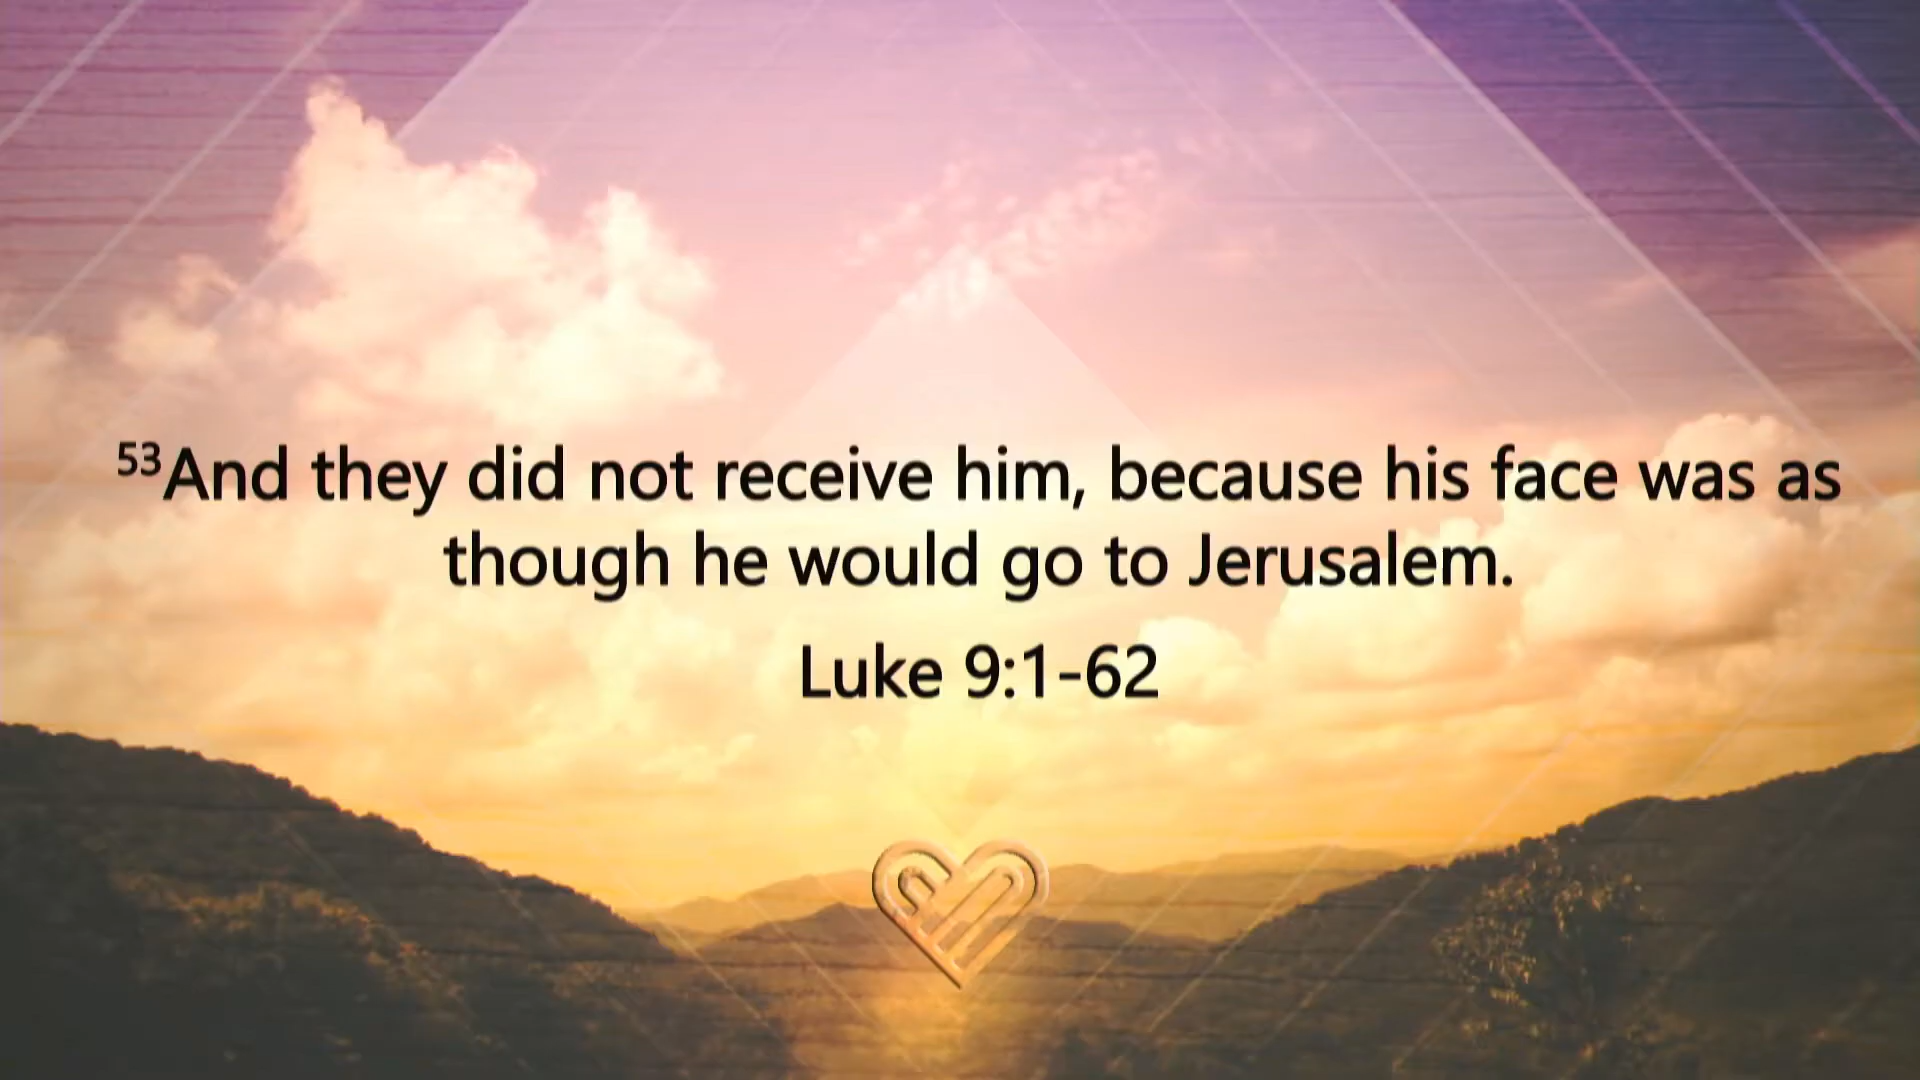 ⁵³And they did not receive him, because his face was as
though he would go to Jerusalem.
Luke 9:1-62